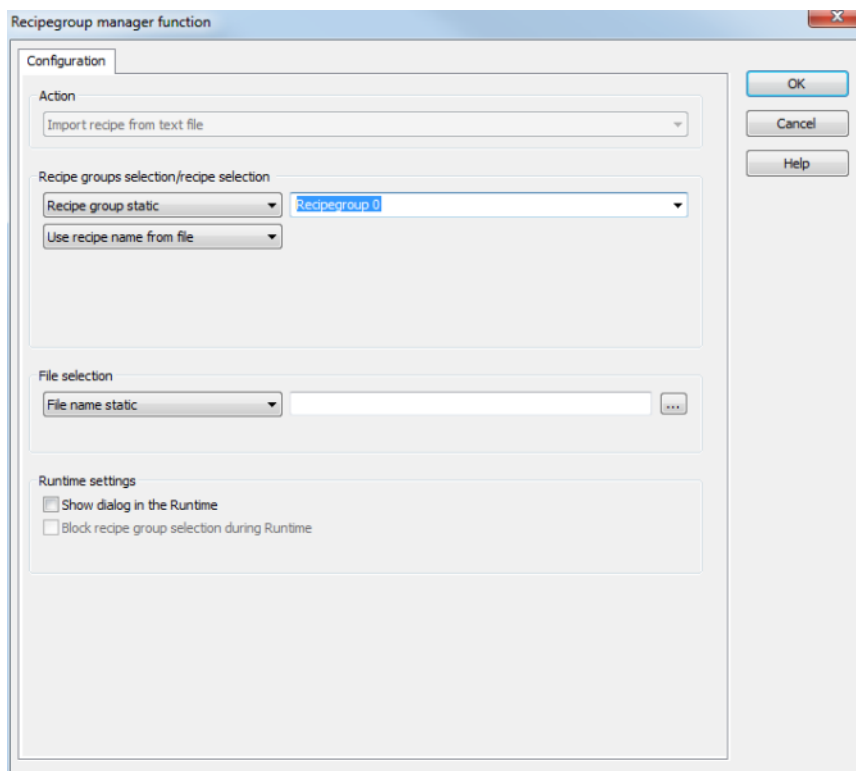 Recipegroup manager function
Configuration
OK
Action
Import recipe from text file
Cancel
Help
Recipe groups selection/recipe selection
Recipe group static
Recipegroup 0
Use recipe name from file
File selection
File name static
...
Runtime settings
Show dialog in the Runtime
Block recipe group selection during Runtime